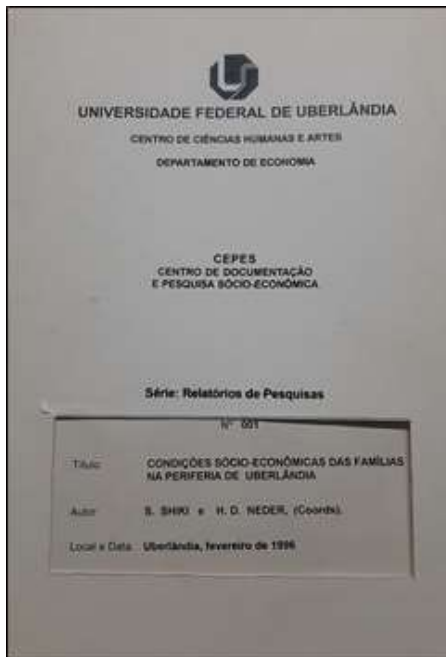 UNIVERSIDADE FEDERAL DE UBERLÂNDIA
CENTRO DE CIÊNCIAS HUMANAS E ARTES
DEPARTAMENTO DE ECONOMIA
CEPES
CENTRO DE DOCUMENTAÇÃO
E PESQUISA SÓCIO-ECONÔMICA
Série: Relatórios de Pesquisas
Nº 001
Título: CONDIÇÕES SÓCIO-ECONÔMICAS DAS FAMÍLIAS
NA PERIFERIA DE UBERLÂNDIA
Autor: S. SHIKI e H. D. NEDER, (Coords).
Local e Data: Uberlândia, fevereiro de 1996